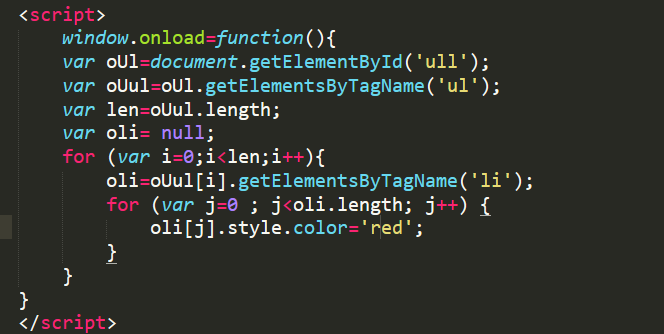 <script>
window.onload=function(){
var oUl=document.getElementById('ull');
var oUul=oUl.getElementsByTagName('ul');
var len=oUul.length;
var oli= null;
for (var i=0;i<len;i++){
oli=oUul[i].getElementsByTagName('li');
for (var j=0 ; j<oli.length; j++) {
oli[j].style.color='red';
}
}
}
</script>